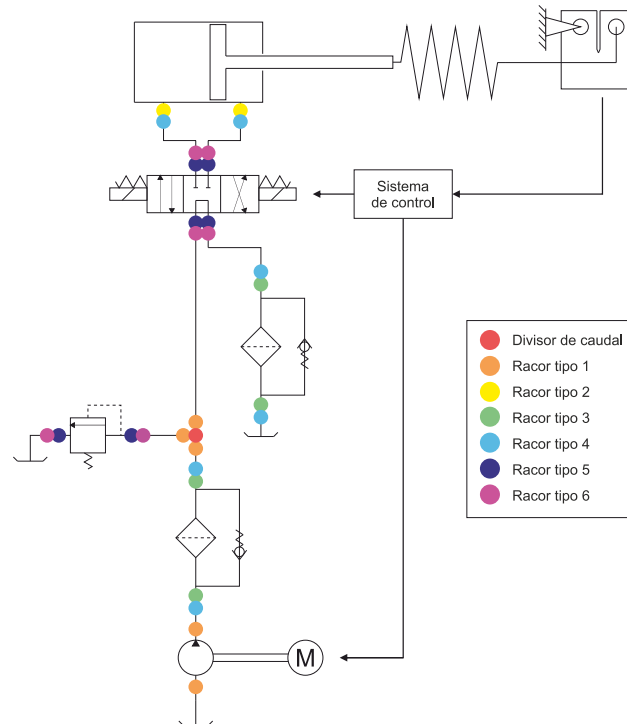 Sistema
de control
Divisor de caudal
Racor tipo 1
Racor tipo 2
Racor tipo 3
Racor tipo 4
Racor tipo 5
Racor tipo 6
M